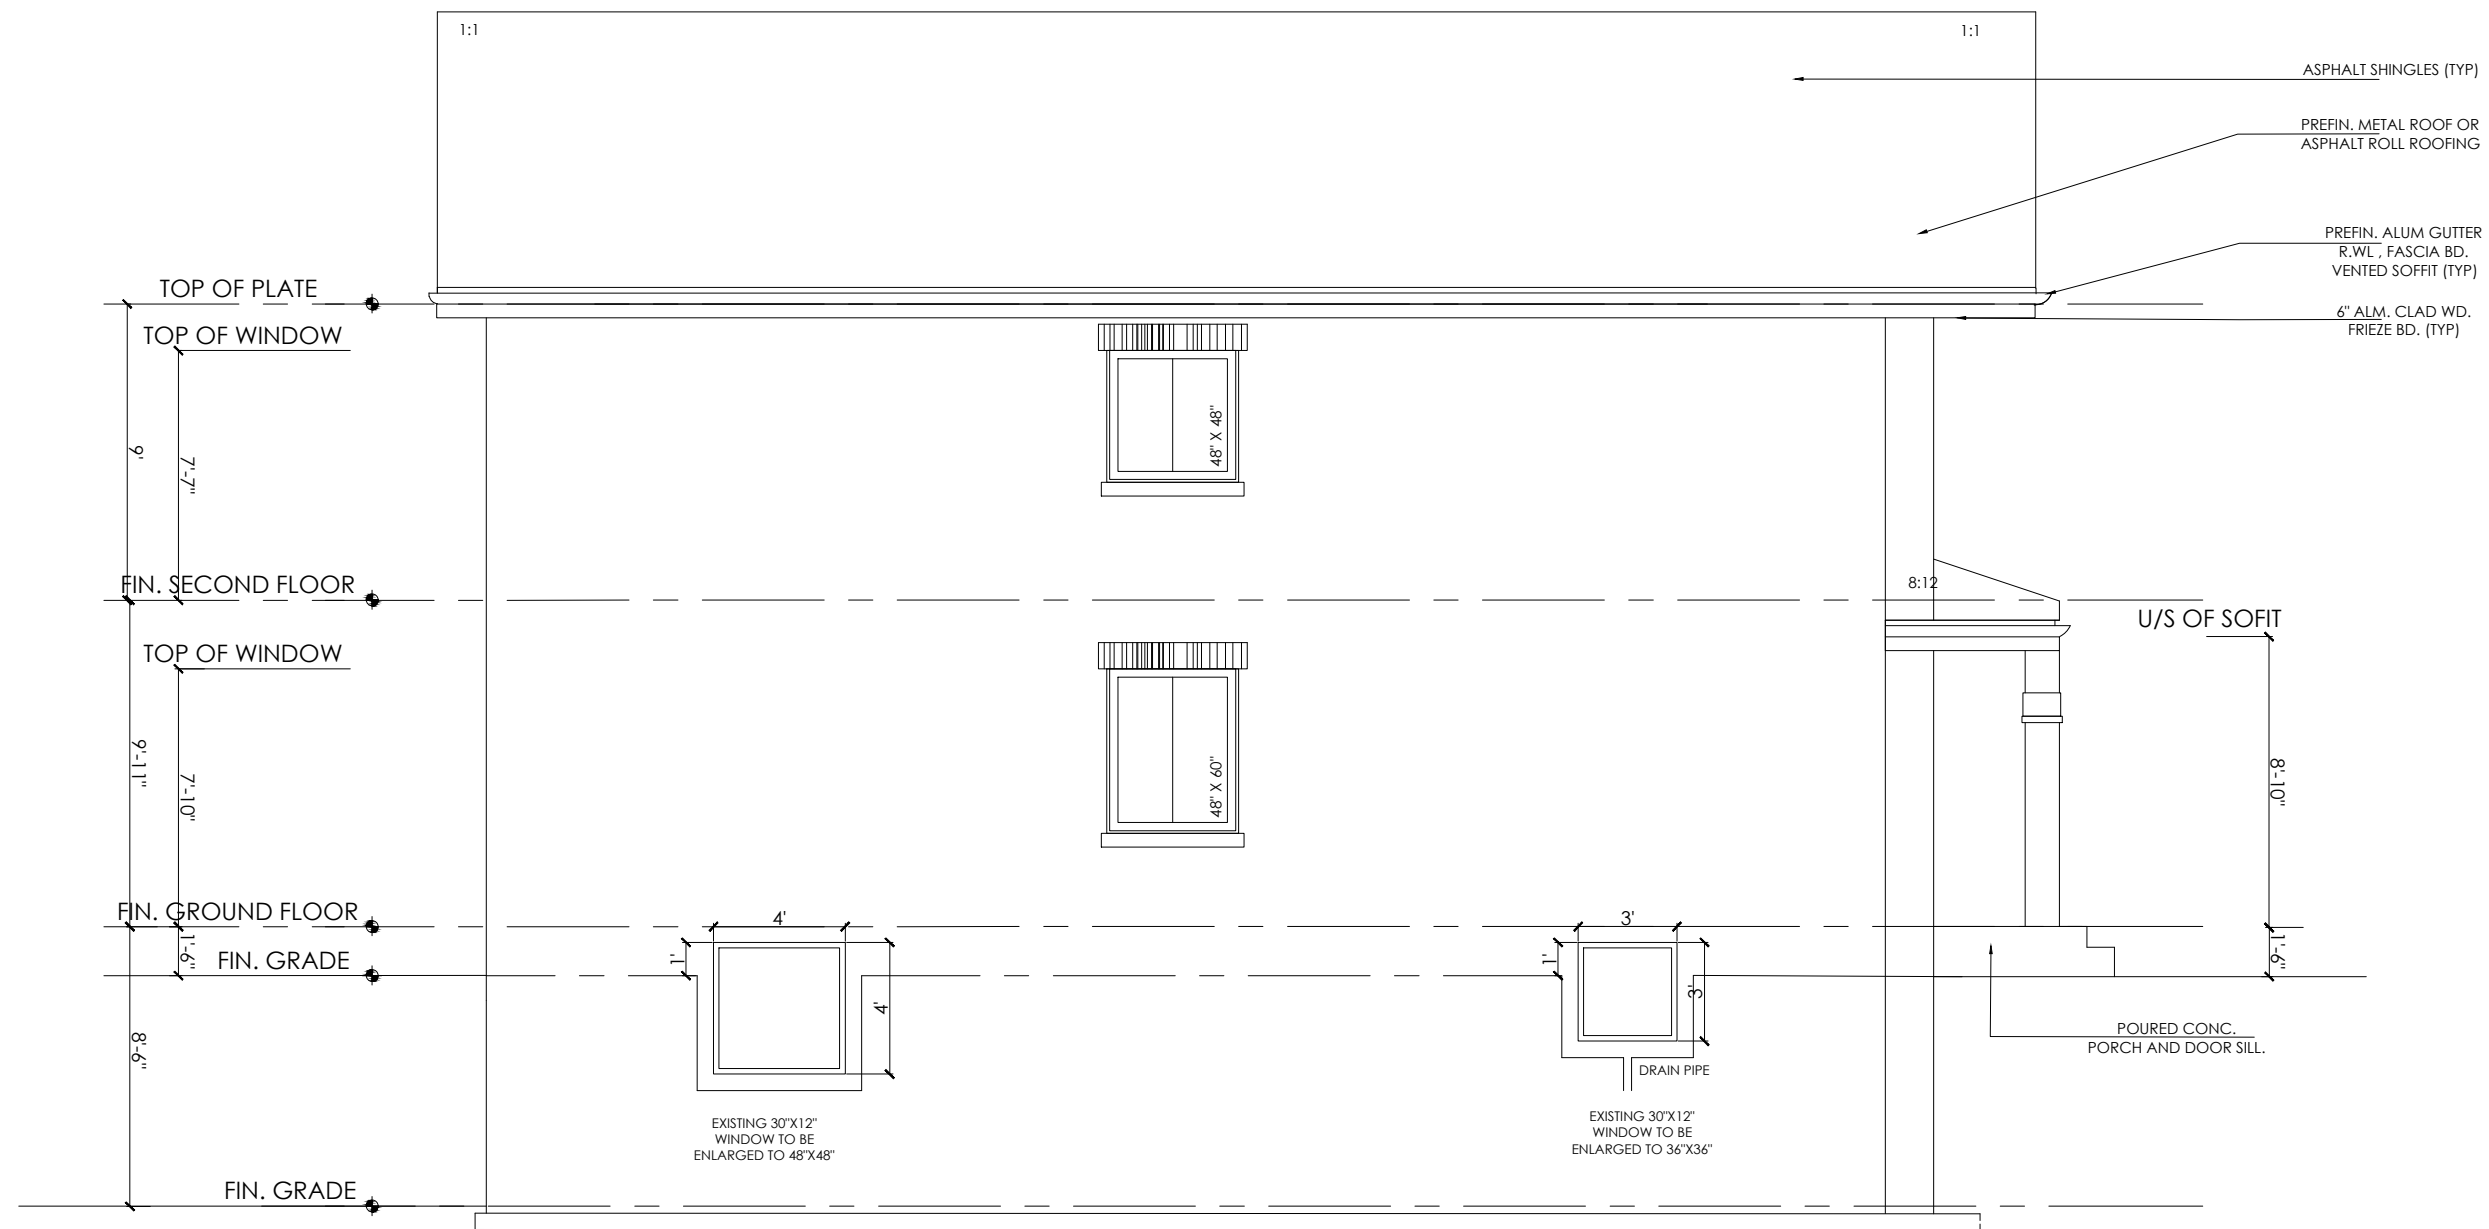 1:1
1:1
ASPHALT SHINGLES (TYP)
PREFIN. METAL ROOF OR
ASPHALT ROLL ROOFING
PREFIN. ALUM GUTTER
R.WL , FASCIA BD.
VENTED SOFFIT (TYP)
TOP OF PLATE
6" ALM. CLAD WD.
FRIEZE BD. (TYP)
TOP OF WINDOW
48" X 48"
9'
7'-7"
FIN. SECOND FLOOR
8:12
U/S OF SOFIT
TOP OF WINDOW
9'-11"
7'-10"
48" X 60"
8'-10"
FIN. GROUND FLOOR
4'
3'
1'-6"
FIN. GRADE
1'
4'
1'
3'
1'-6"
8'-6"
POURED CONC.
PORCH AND DOOR SILL.
DRAIN PIPE
EXISTING 30"X12"
WINDOW TO BE
ENLARGED TO 48"X48"
EXISTING 30"X12"
WINDOW TO BE
ENLARGED TO 36"X36"
FIN. GRADE